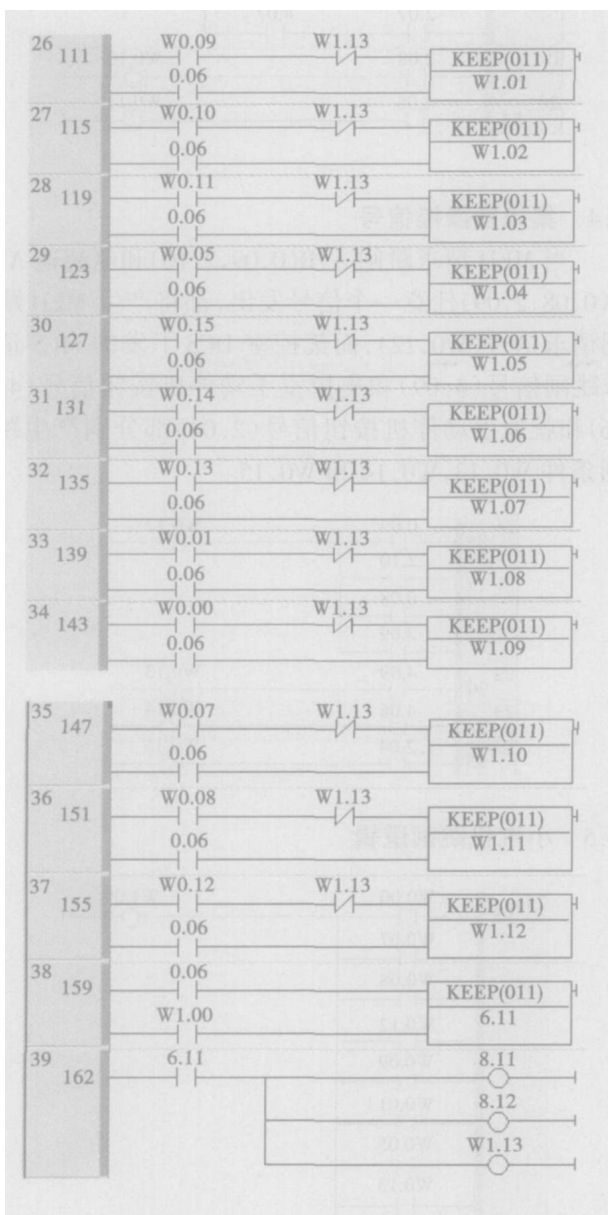 26
111
W0.09 W1.13
KEEP(011)
W1.01
0.06
27
115
W0.10 W1.13
KEEP(011)
W1.02
0.06
28
119
W0.11 W1.13
KEEP(011)
W1.03
0.06
29
123
W0.05 W1.13
KEEP(011)
W1.04
0.06
30
127
W0.15 W1.13
KEEP(011)
W1.05
0.06
31
131
W0.14 W1.13
KEEP(011)
W1.06
0.06
32
135
W0.13 W1.13
KEEP(011)
W1.07
0.06
33
139
W0.01 W1.13
KEEP(011)
W1.08
0.06
34
143
W0.00 W1.13
KEEP(011)
W1.09
0.06
35
147
W0.07 W1.13
KEEP(011)
W1.10
0.06
36
151
W0.08 W1.13
KEEP(011)
W1.11
0.06
37
155
W0.12 W1.13
KEEP(011)
W1.12
0.06
38
159
0.06
KEEP(011)
6.11
W1.00
39
162
6.11 8.11
8.12
W1.13